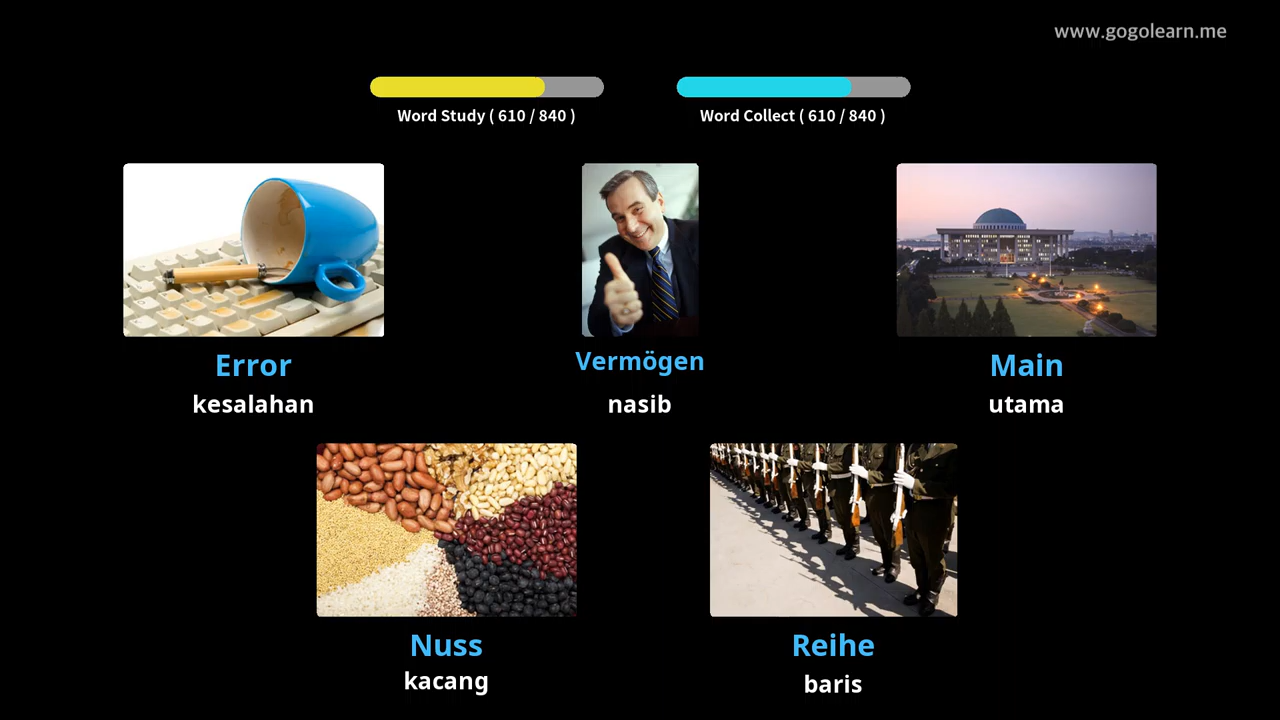 www.gogolearn.me
Word Study ( 610 / 840 )
Word Collect ( 610 / 840 )
Error
kesalahan
Vermögen
nasib
Main
utama
Nuss
kacang
Reihe
baris